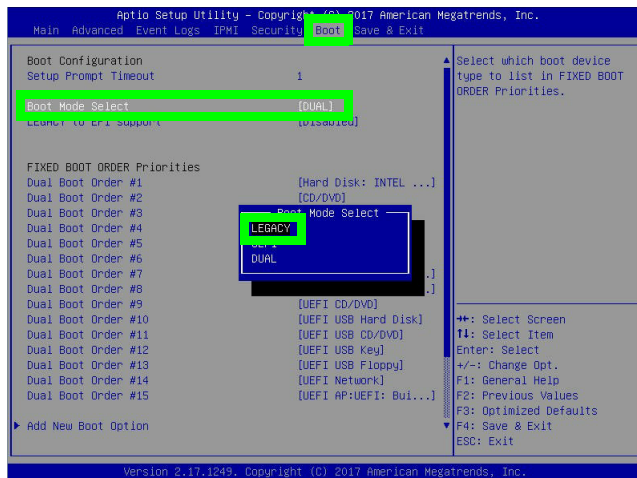 Aptio Setup Utility – Copyright (C) 2017 American Megatrends, Inc.
Main Advanced Event Logs IPMI Security Boot Save & Exit
Boot Configuration
Setup Prompt Timeout 1
Boot Mode Select [DUAL]
LEGACY to EFI support [Disabled]
FIXED BOOT ORDER Priorities
Dual Boot Order #1 [Hard Disk: INTEL ...]
Dual Boot Order #2 [CD/DVD]
Dual Boot Order #3
Dual Boot Order #4
Dual Boot Order #5
Dual Boot Order #6
Dual Boot Order #7 .]
Dual Boot Order #8 .]
Dual Boot Order #9 [UEFI CD/DVD]
Dual Boot Order #10 [UEFI USB Hard Disk]
Dual Boot Order #11 [UEFI USB CD/DVD]
Dual Boot Order #12 [UEFI USB Key]
Dual Boot Order #13 [UEFI USB Floppy]
Dual Boot Order #14 [UEFI Network]
Dual Boot Order #15 [UEFI AP:UEFI: Bui...]
Add New Boot Option
Boot Mode Select
LEGACY
UEFI
DUAL
Select which boot device
type to list in FIXED BOOT
ORDER Priorities.
→←: Select Screen
↑↓: Select Item
Enter: Select
+/-: Change Opt.
F1: General Help
F2: Previous Values
F3: Optimized Defaults
F4: Save & Exit
ESC: Exit
Version 2.17.1249. Copyright (C) 2017 American Megatrends, Inc.